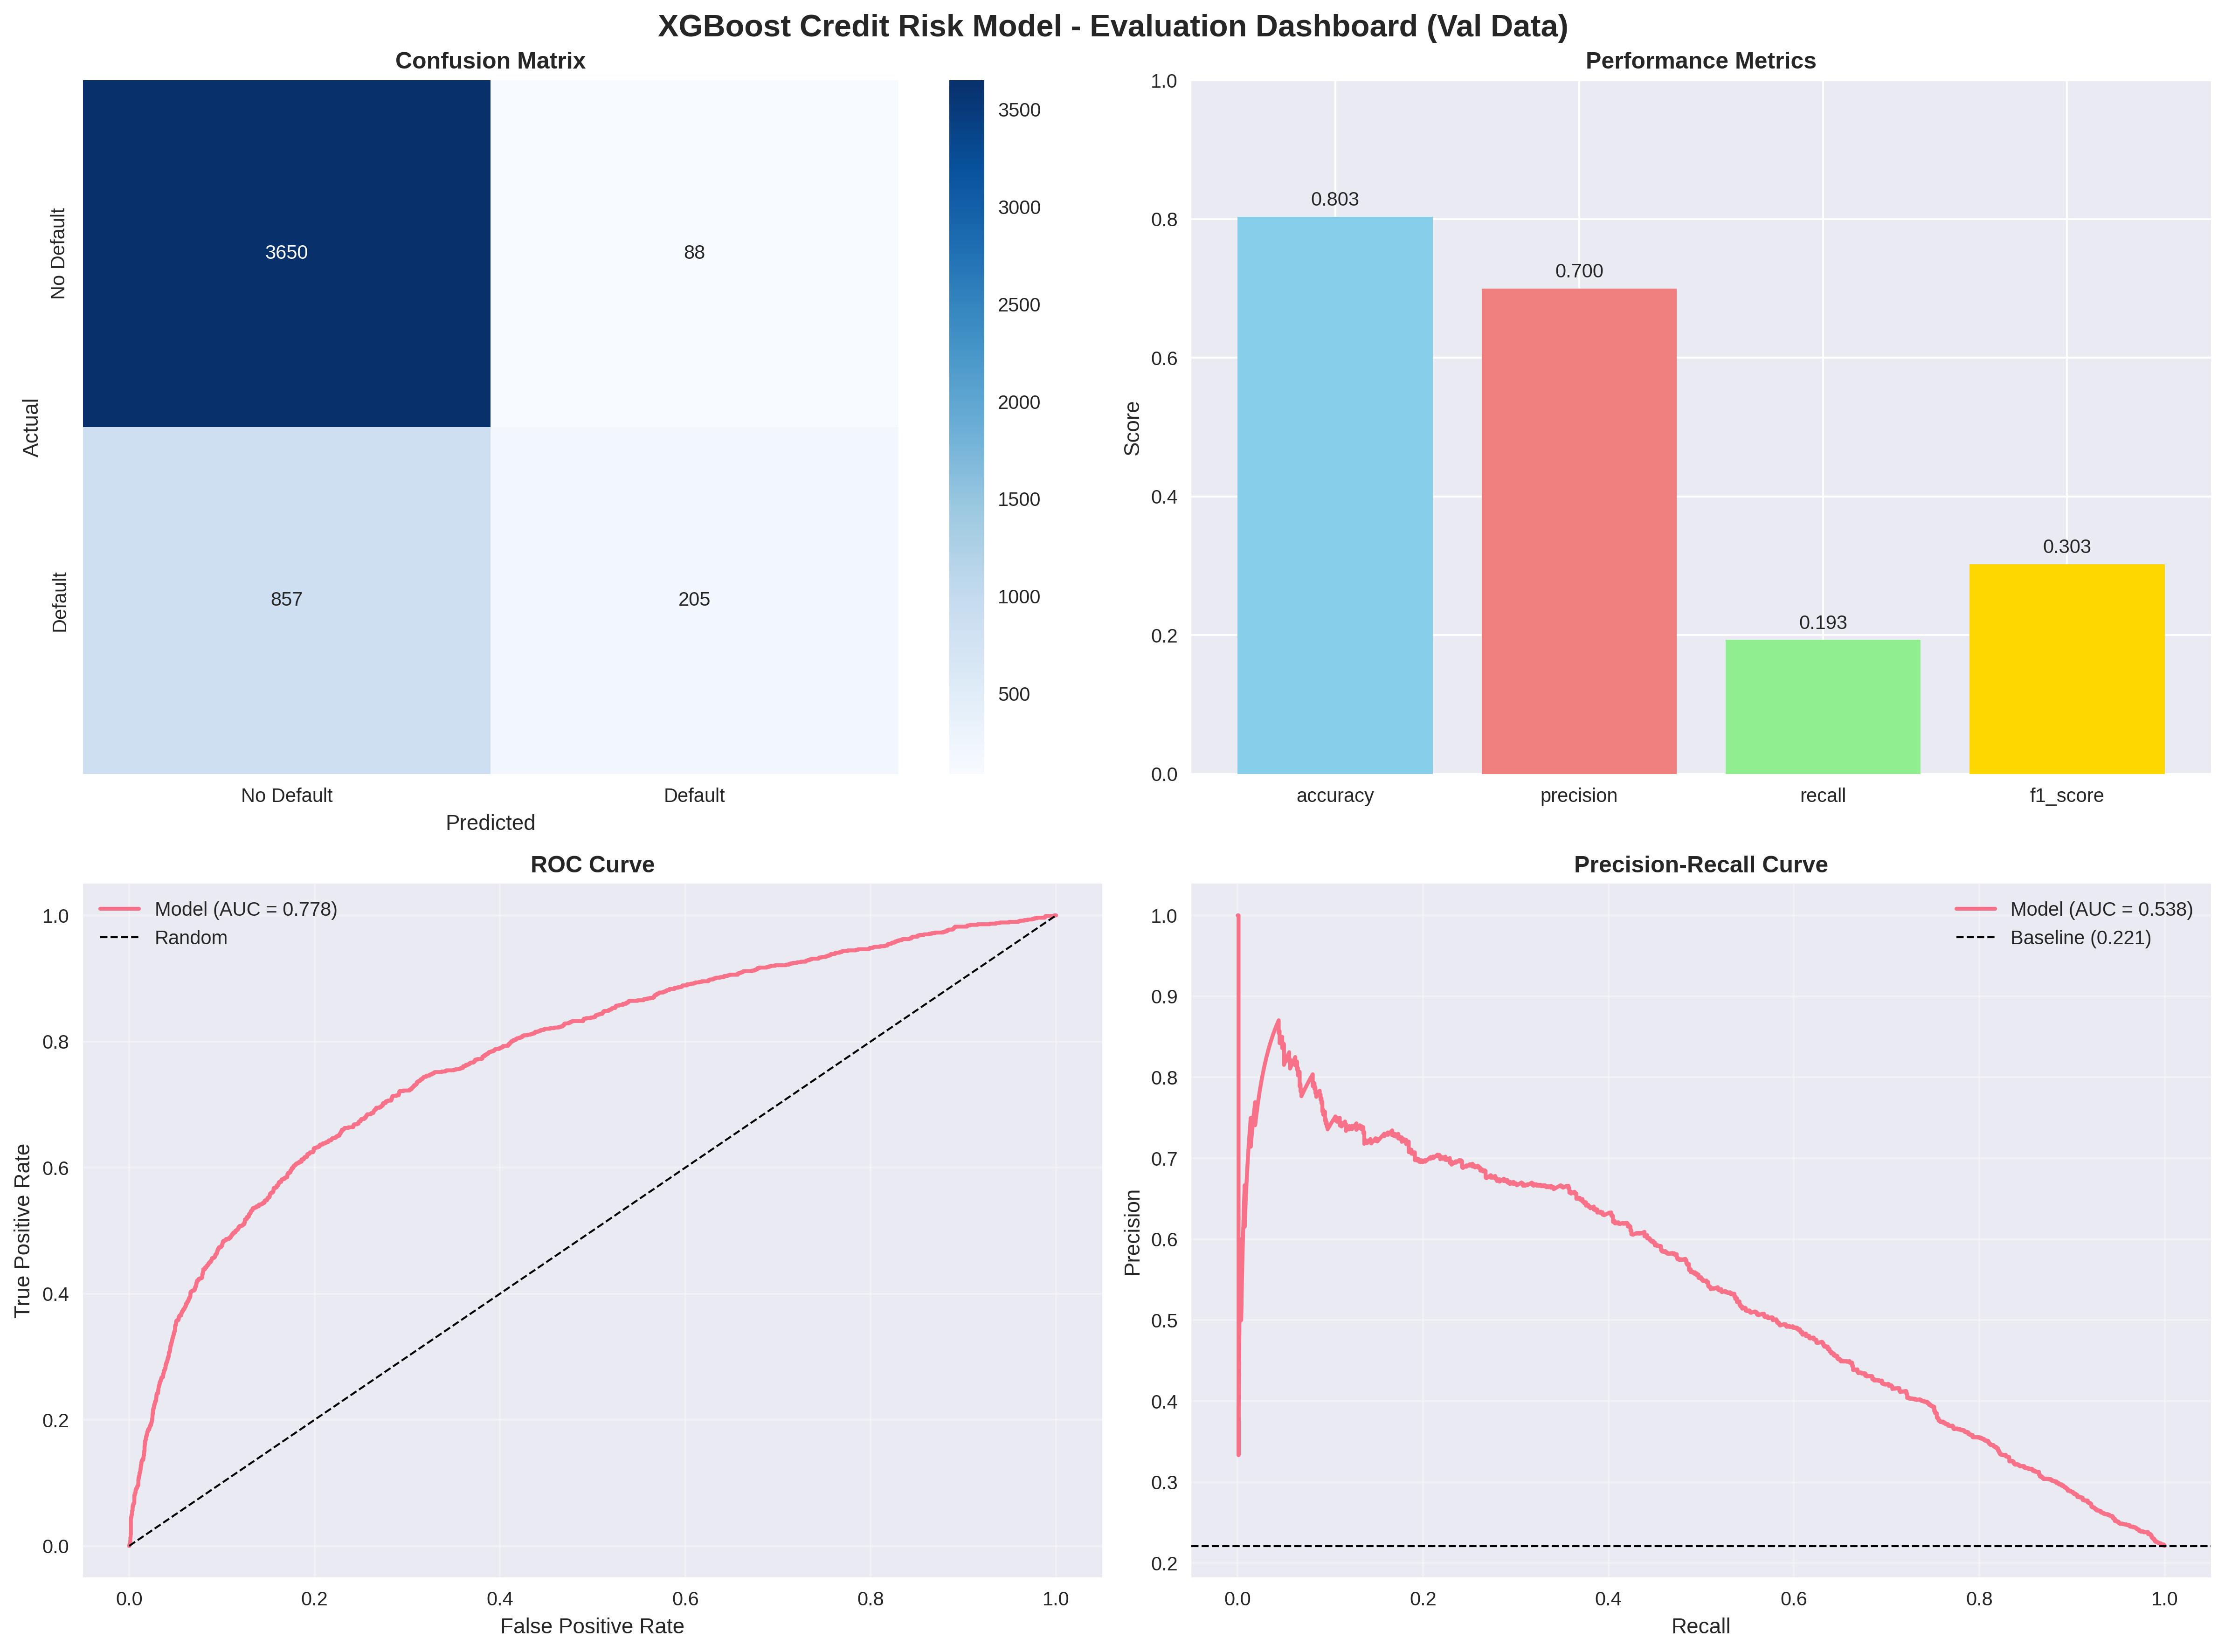 XGBoost Credit Risk Model - Evaluation Dashboard (Val Data)
Confusion Matrix
Actual
No Default
Default
3650
88
857
205
3500
3000
2500
2000
1500
1000
500
No Default
Default
Predicted
Performance Metrics
Score
1.0
0.8
0.6
0.4
0.2
0.0
0.803
0.700
0.193
0.303
accuracy
precision
recall
f1_score
ROC Curve
Model (AUC = 0.778)
Random
True Positive Rate
1.0
0.8
0.6
0.4
0.2
0.0
0.0
0.2
0.4
0.6
0.8
1.0
False Positive Rate
Precision-Recall Curve
Model (AUC = 0.538)
Baseline (0.221)
Precision
1.0
0.9
0.8
0.7
0.6
0.5
0.4
0.3
0.2
0.0
0.2
0.4
0.6
0.8
1.0
Recall